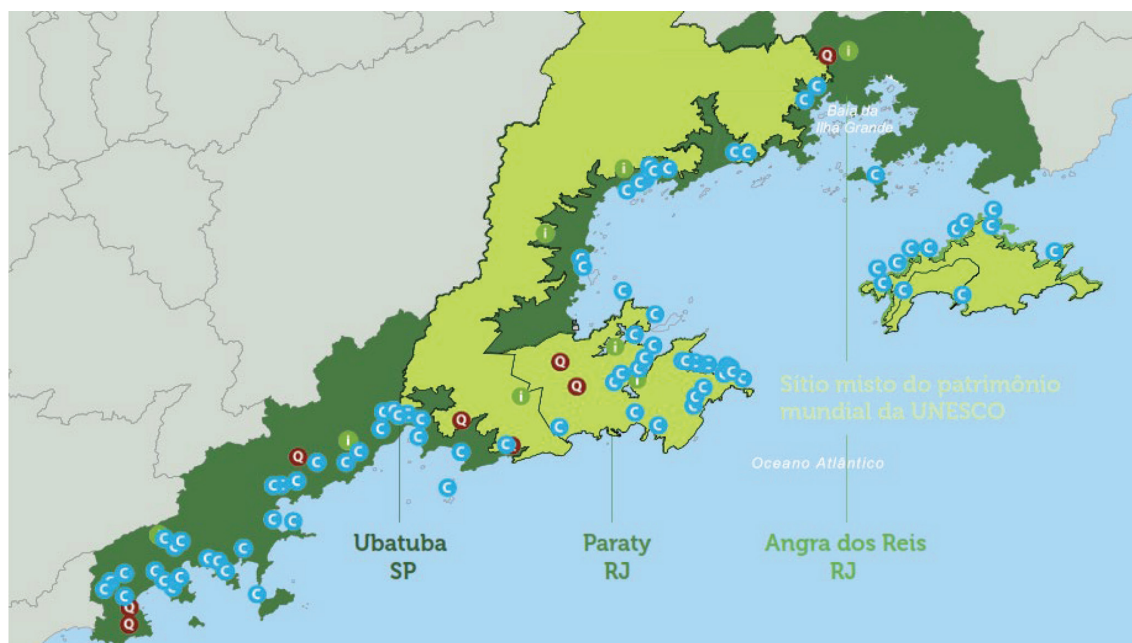 Baía da
Ilha Grande
Sítio misto do patrimônio
mundial da UNESCO
Oceano Atlântico
Ubatuba
SP
Paraty
RJ
Angra dos Reis
RJ